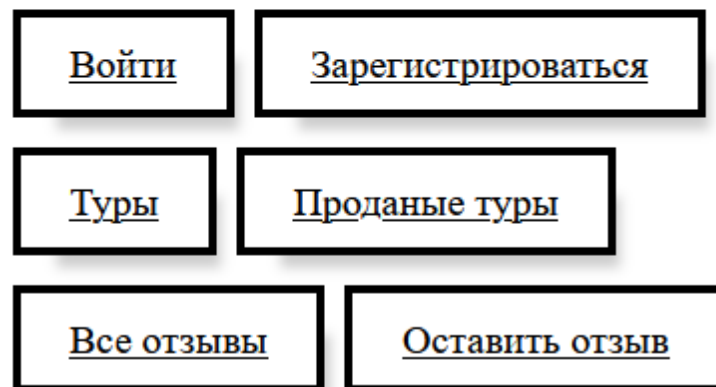 Войти Зарегистрироваться
Туры Проданые туры
Все отзывы Оставить отзыв